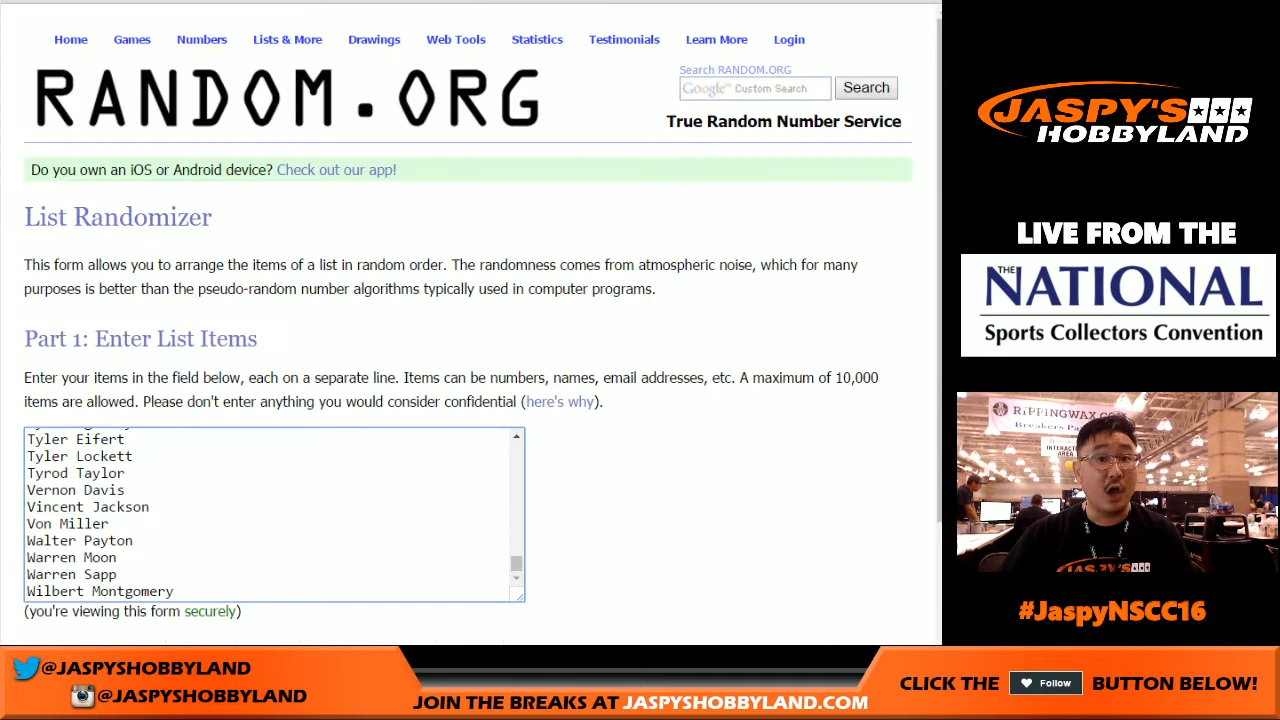 Home Games Numbers Lists & More Drawings Web Tools Statistics Testimonials Learn More Login
RANDOM.ORG
Search RANDOM.ORG
Google™ Custom Search Search
True Random Number Service
Do you own an iOS or Android device? Check out our app!
List Randomizer
This form allows you to arrange the items of a list in random order. The randomness comes from atmospheric noise, which for many
purposes is better than the pseudo-random number algorithms typically used in computer programs.
Part 1: Enter List Items
Enter your items in the field below, each on a separate line. Items can be numbers, names, email addresses, etc. A maximum of 10,000
items are allowed. Please don't enter anything you would consider confidential (here's why).
Tyler Eifert
Tyler Lockett
Tyrod Taylor
Vernon Davis
Vincent Jackson
Von Miller
Walter Payton
Warren Moon
Warren Sapp
Wilbert Montgomery
(you're viewing this form securely)
JASPY'S
HOBBYLAND
LIVE FROM THE
THE
NATIONAL
Sports Collectors Convention
RIPPINGWAX.CO
Breakers Pa
INTERAC
AREA
JASPY'S
#JaspyNSCC16
@JASPYSHOBBYLAND
@JASPYSHOBBYLAND
JOIN THE BREAKS AT JASPYSHOBBYLAND.COM
CLICK THE Follow BUTTON BELOW!